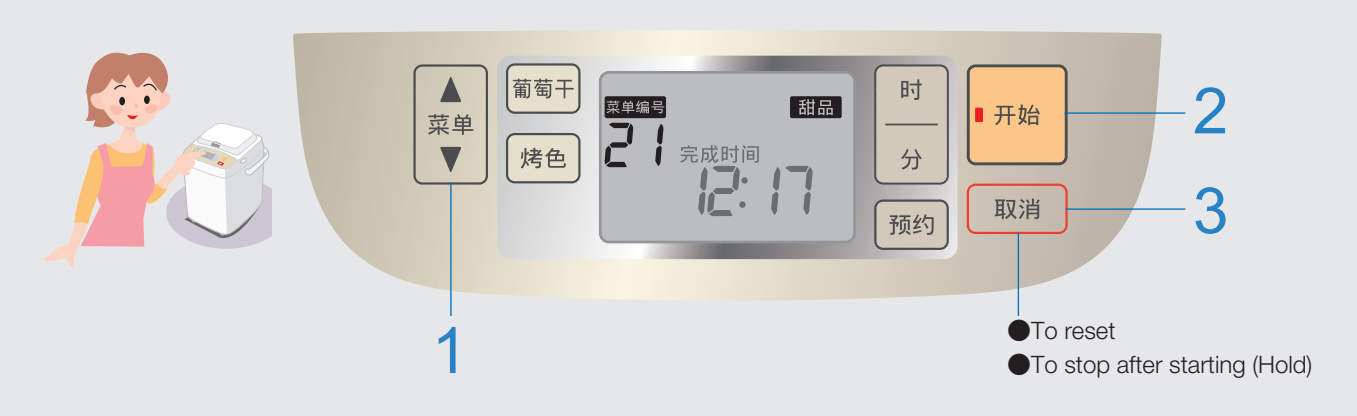 菜单
葡萄干
烤色
菜单编号
甜品
21
完成时间
12:17
时
分
预约
开始
取消
1
2
3
●To reset
●To stop after starting (Hold)